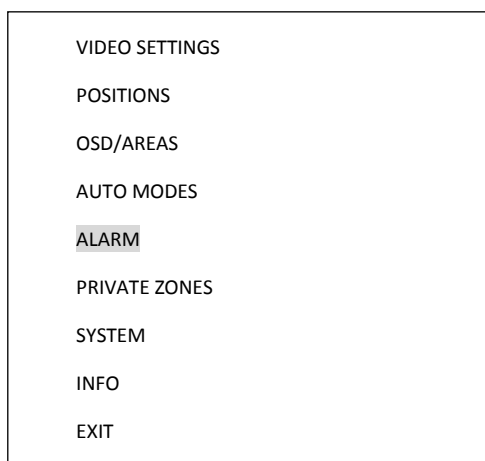 VIDEO SETTINGS
POSITIONS
OSD/AREAS
AUTO MODES
ALARM
PRIVATE ZONES
SYSTEM
INFO
EXIT